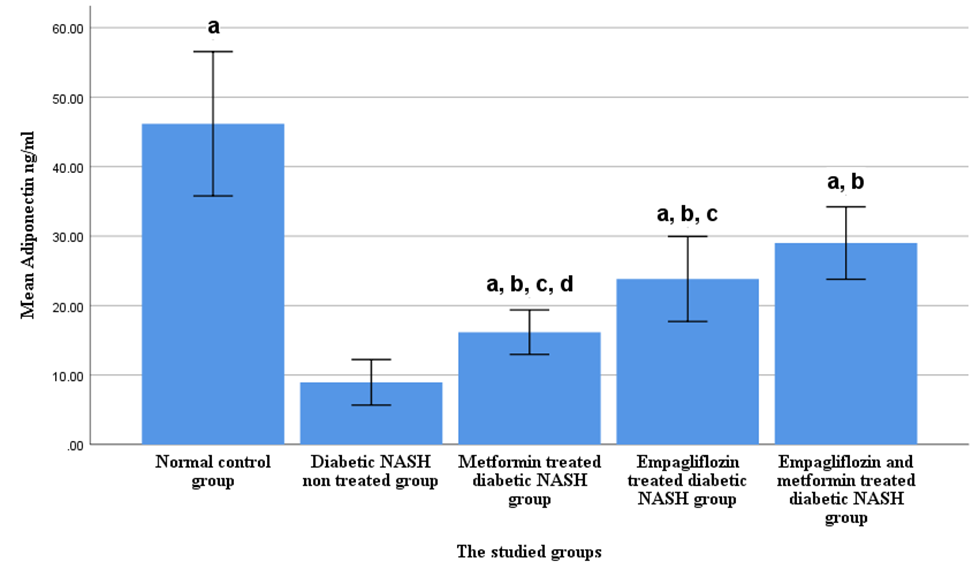 60.00
50.00
40.00
30.00
20.00
10.00
.00
Mean Adiponectin ng/ml
a
a, b, c, d
a, b, c
a, b
Normal control
group
Diabetic NASH
non treated group
Metformin treated
diabetic NASH
group
Empagliflozin
treated diabetic
NASH group
Empagliflozin and
metformin treated
diabetic NASH
group
The studied groups